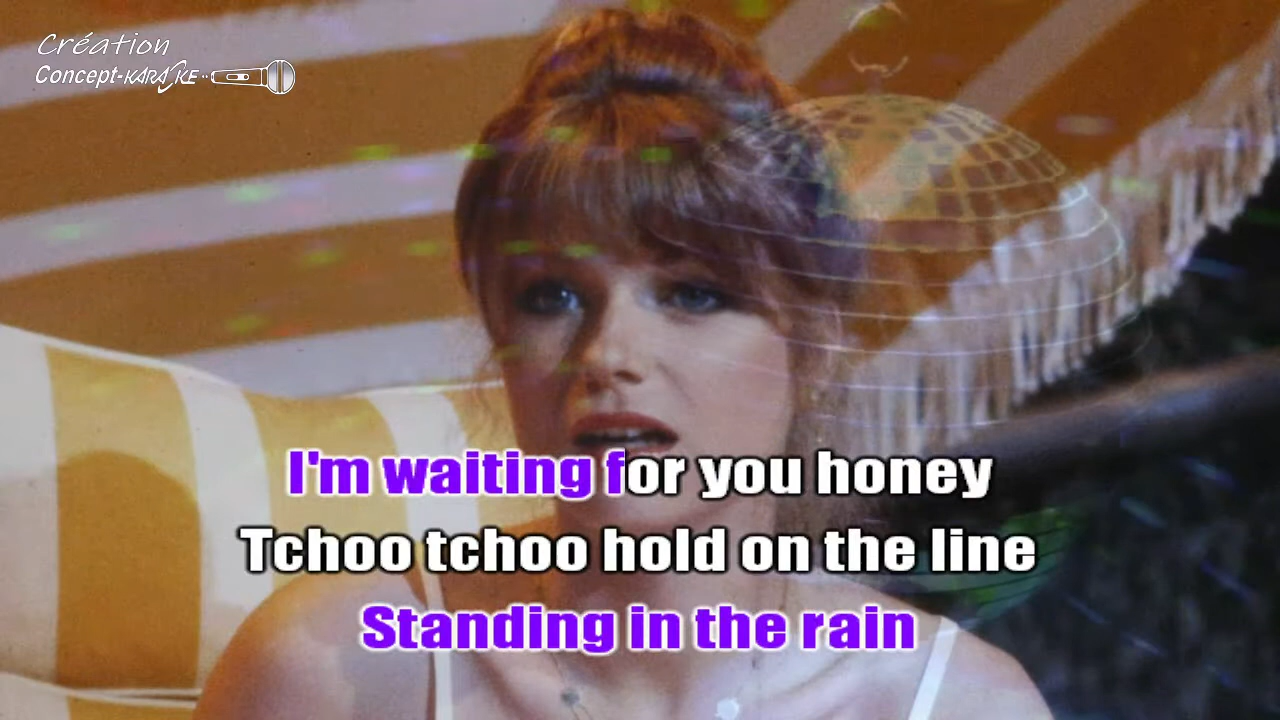 Création
Concept-KARAOKE
I'm waiting for you honey
Tchoo tchoo hold on the line
Standing in the rain